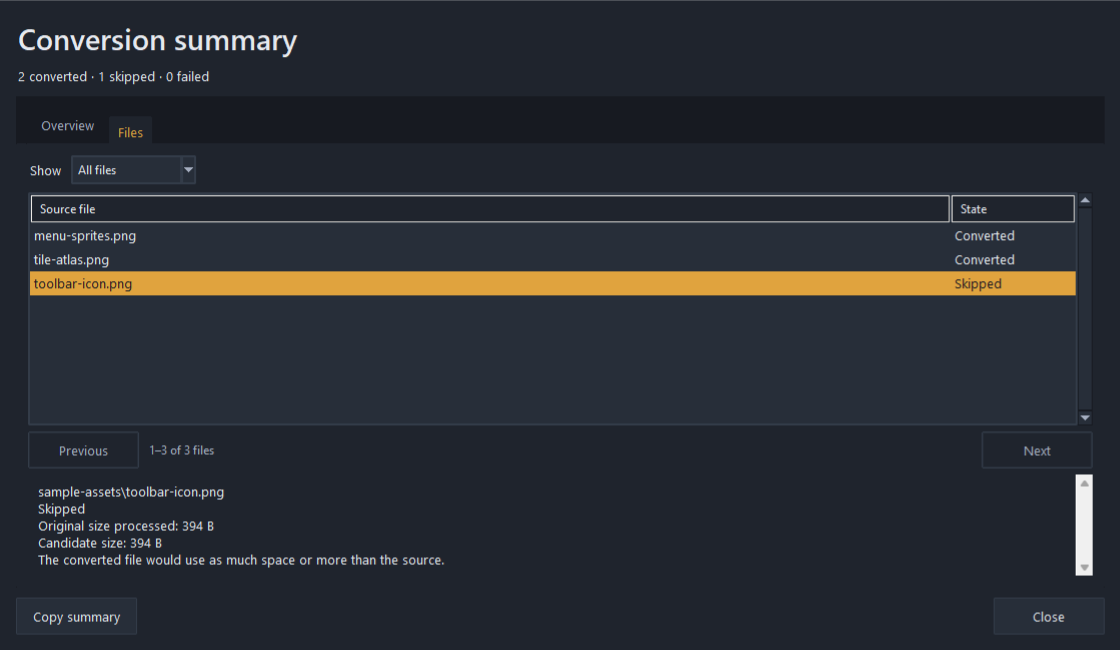 Conversion summary
2 converted · 1 skipped · 0 failed
Overview Files
Show All files
Source file State
menu-sprites.png Converted
tile-atlas.png Converted
toolbar-icon.png Skipped
Previous 1–3 of 3 files Next
sample-assets\toolbar-icon.png
Skipped
Original size processed: 394 B
Candidate size: 394 B
The converted file would use as much space or more than the source.
Copy summary Close